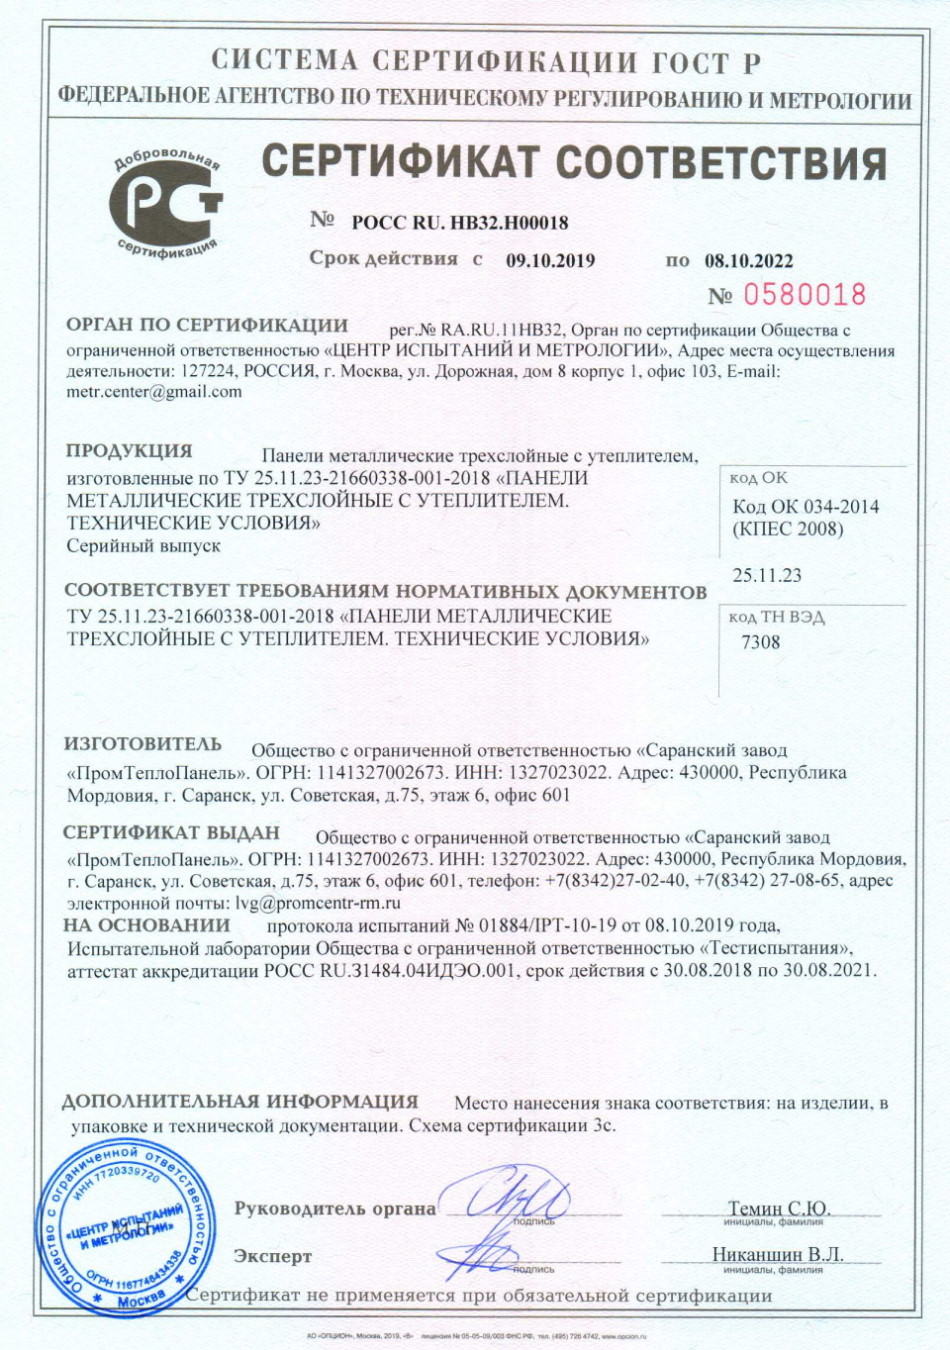 СИСТЕМА СЕРТИФИКАЦИИ ГОСТ Р
ФЕДЕРАЛЬНОЕ АГЕНТСТВО ПО ТЕХНИЧЕСКОМУ РЕГУЛИРОВАНИЮ И МЕТРОЛОГИИ
Добровольная
РСТ
сертификация
СЕРТИФИКАТ СООТВЕТСТВИЯ
№ РОСС RU. НВ32.Н00018
Срок действия с 09.10.2019 по 08.10.2022
№ 0580018
ОРГАН ПО СЕРТИФИКАЦИИ рег.№ RA.RU.11НВ32, Орган по сертификации Общества с
ограниченной ответственностью «ЦЕНТР ИСПЫТАНИЙ И МЕТРОЛОГИИ», Адрес места осуществления
деятельности: 127224, РОССИЯ, г. Москва, ул. Дорожная, дом 8 корпус 1, офис 103, E-mail:
metr.center@gmail.com
ПРОДУКЦИЯ Панели металлические трехслойные с утеплителем,
изготовленные по ТУ 25.11.23-21660338-001-2018 «ПАНЕЛИ
МЕТАЛЛИЧЕСКИЕ ТРЕХСЛОЙНЫЕ С УТЕПЛИТЕЛЕМ.
ТЕХНИЧЕСКИЕ УСЛОВИЯ»
Серийный выпуск
код ОК
Код ОК 034-2014
(КПЕС 2008)
25.11.23
СООТВЕТСТВУЕТ ТРЕБОВАНИЯМ НОРМАТИВНЫХ ДОКУМЕНТОВ
ТУ 25.11.23-21660338-001-2018 «ПАНЕЛИ МЕТАЛЛИЧЕСКИЕ
ТРЕХСЛОЙНЫЕ С УТЕПЛИТЕЛЕМ. ТЕХНИЧЕСКИЕ УСЛОВИЯ»
код ТН ВЭД
7308
ИЗГОТОВИТЕЛЬ Общество с ограниченной ответственностью «Саранский завод
«ПромТеплоПанель». ОГРН: 1141327002673. ИНН: 1327023022. Адрес: 430000, Республика
Мордовия, г. Саранск, ул. Советская, д.75, этаж 6, офис 601
СЕРТИФИКАТ ВЫДАН Общество с ограниченной ответственностью «Саранский завод
«ПромТеплоПанель». ОГРН: 1141327002673. ИНН: 1327023022. Адрес: 430000, Республика Мордовия,
г. Саранск, ул. Советская, д.75, этаж 6, офис 601, телефон: +7(8342)27-02-40, +7(8342) 27-08-65, адрес
электронной почты: lvg@promcentr-rm.ru
НА ОСНОВАНИИ протокола испытаний № 01884/IPT-10-19 от 08.10.2019 года,
Испытательной лаборатории Общества с ограниченной ответственностью «Тестиспытания»,
аттестат аккредитации РОСС RU.31484.04ИДЭО.001, срок действия с 30.08.2018 по 30.08.2021.
ДОПОЛНИТЕЛЬНАЯ ИНФОРМАЦИЯ Место нанесения знака соответствия: на изделии, в
упаковке и технической документации. Схема сертификации 3с.
Общество с ограниченной ответственностью
ИНН 7720339720
«ЦЕНТР ИСПЫТАНИЙ
И МЕТРОЛОГИИ»
М.П.
ОГРН 1167746434338
* Москва *
Руководитель органа
подпись
Темин С.Ю.
инициалы, фамилия
Эксперт
подпись
Никаншин В.Л.
инициалы, фамилия
Сертификат не применяется при обязательной сертификации
АО «ОПЦИОН», Москва, 2019, «В» лицензия № 05-05-09/003 ФНС РФ, тел. (495) 726 4742, www.opcion.ru